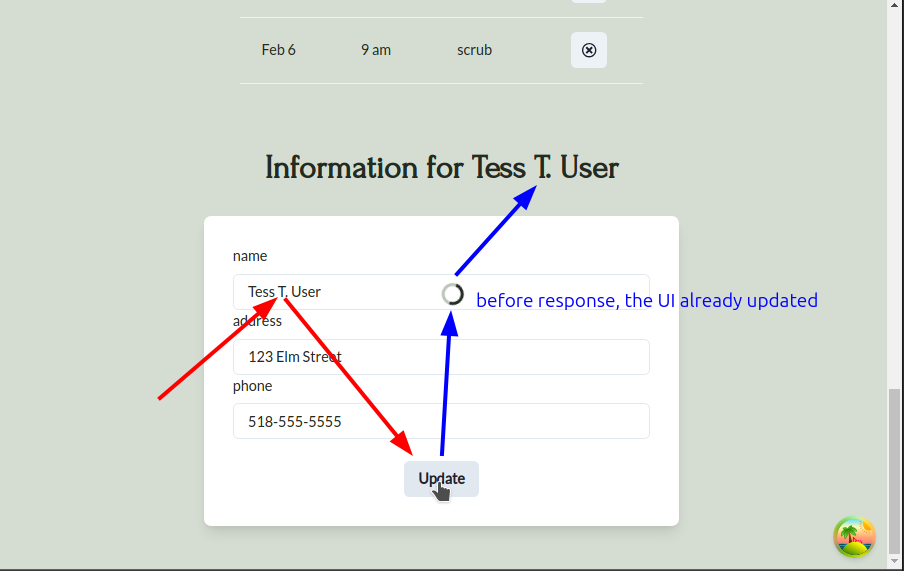 Feb 6 9 am scrub
Information for Tess T. User
name
Tess T. User
before response, the UI already updated
address
123 Elm Street
phone
518-555-5555
Update